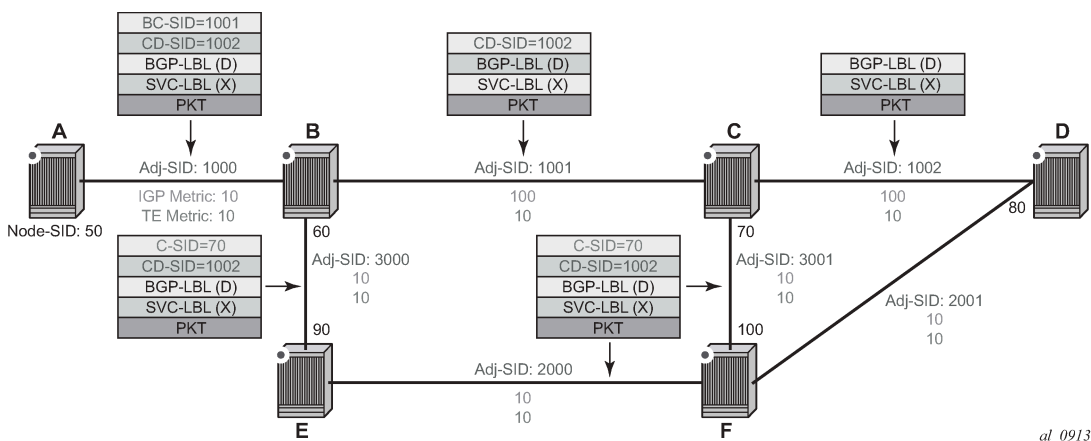 BC-SID=1001
CD-SID=1002
BGP-LBL (D)
SVC-LBL (X)
PKT
CD-SID=1002
BGP-LBL (D)
SVC-LBL (X)
PKT
BGP-LBL (D)
SVC-LBL (X)
PKT
A
B
C
D
Adj-SID: 1000
Adj-SID: 1001
Adj-SID: 1002
IGP Metric: 10
TE Metric: 10
100
10
100
10
Node-SID: 50
60
70
80
C-SID=70
CD-SID=1002
BGP-LBL (D)
SVC-LBL (X)
PKT
Adj-SID: 3000
10
10
C-SID=70
CD-SID=1002
BGP-LBL (D)
SVC-LBL (X)
PKT
Adj-SID: 3001
10
10
Adj-SID: 2001
10
10
90
100
Adj-SID: 2000
10
10
E
F
al_0913